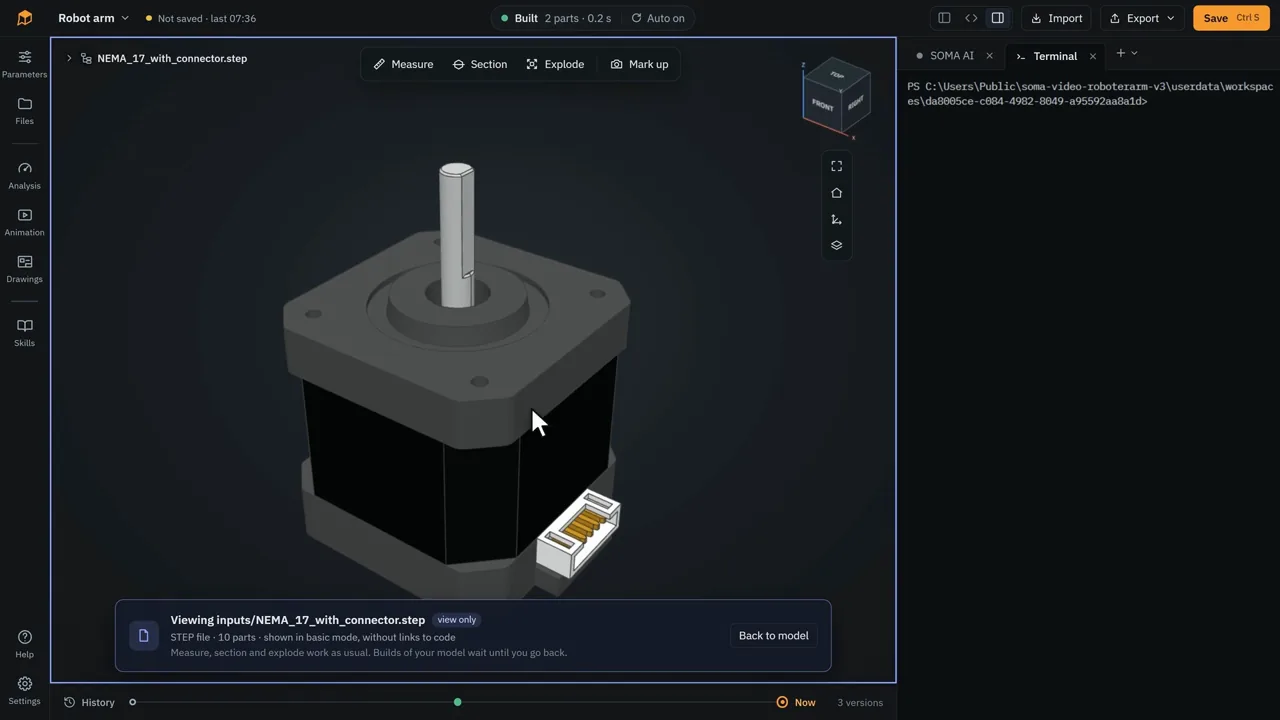 Robot arm
Not saved · last 07:36
Built 2 parts · 0.2 s
Auto on
Import
Export
Save Ctrl S
Parameters
Files
Analysis
Animation
Drawings
Skills
Help
Settings
NEMA_17_with_connector.step
Measure
Section
Explode
Mark up
z
TOP
FRONT
RIGHT
x
SOMA AI
Terminal
PS C:\Users\Public\soma-video-roboterarm-v3\userdata\workspac
es\da8005ce-c084-4982-8049-a95592aa8a1d>
Viewing inputs/NEMA_17_with_connector.step view only
STEP file · 10 parts · shown in basic mode, without links to code
Measure, section and explode work as usual. Builds of your model wait until you go back.
Back to model
History
Now
3 versions